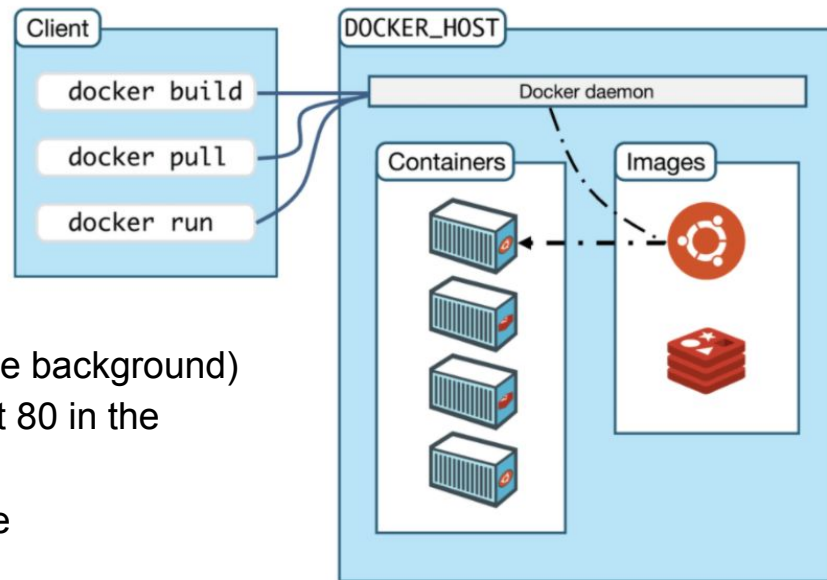 Client
docker build
docker pull
docker run
DOCKER_HOST
Docker daemon
Containers
Images
e background)
t 80 in the
e